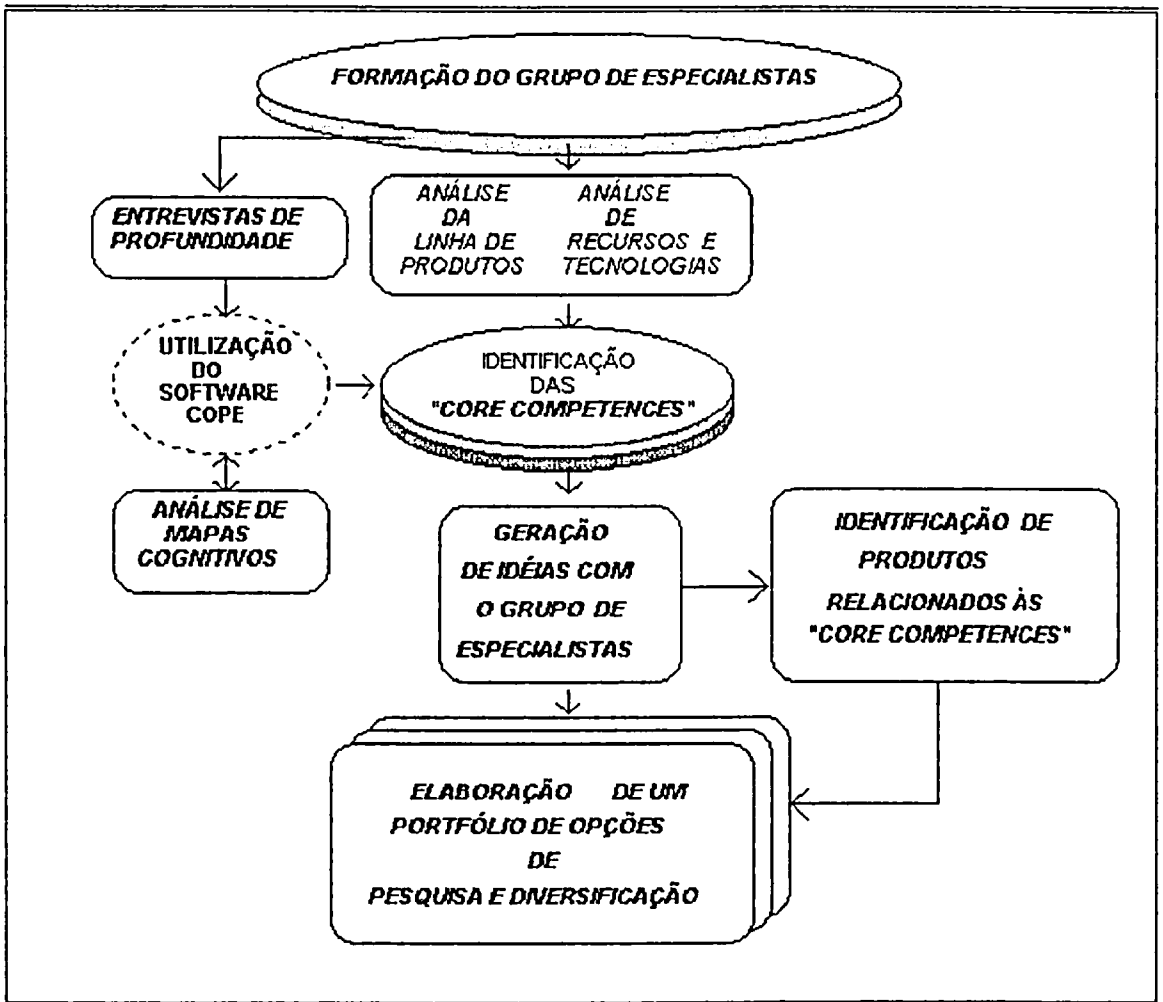 FORMAÇÃO DO GRUPO DE ESPECIALISTAS
ENTREVISTAS DE
PROFUNDIDADE
ANÁLISE
DA
LINHA DE
PRODUTOS
ANÁLISE
DE
RECURSOS E
TECNOLOGIAS
UTILIZAÇÃO
DO
SOFTWARE
COPE
IDENTIFICAÇÃO
DAS
"CORE COMPETENCES"
ANÁLISE DE
MAPAS
COGNITIVOS
GERAÇÃO
DE IDÉIAS COM
O GRUPO DE
ESPECIALISTAS
IDENTIFICAÇÃO DE
PRODUTOS
RELACIONADOS ÀS
"CORE COMPETENCES"
ELABORAÇÃO DE UM
PORTFÓLIO DE OPÇÕES
DE
PESQUISA E DIVERSIFICAÇÃO